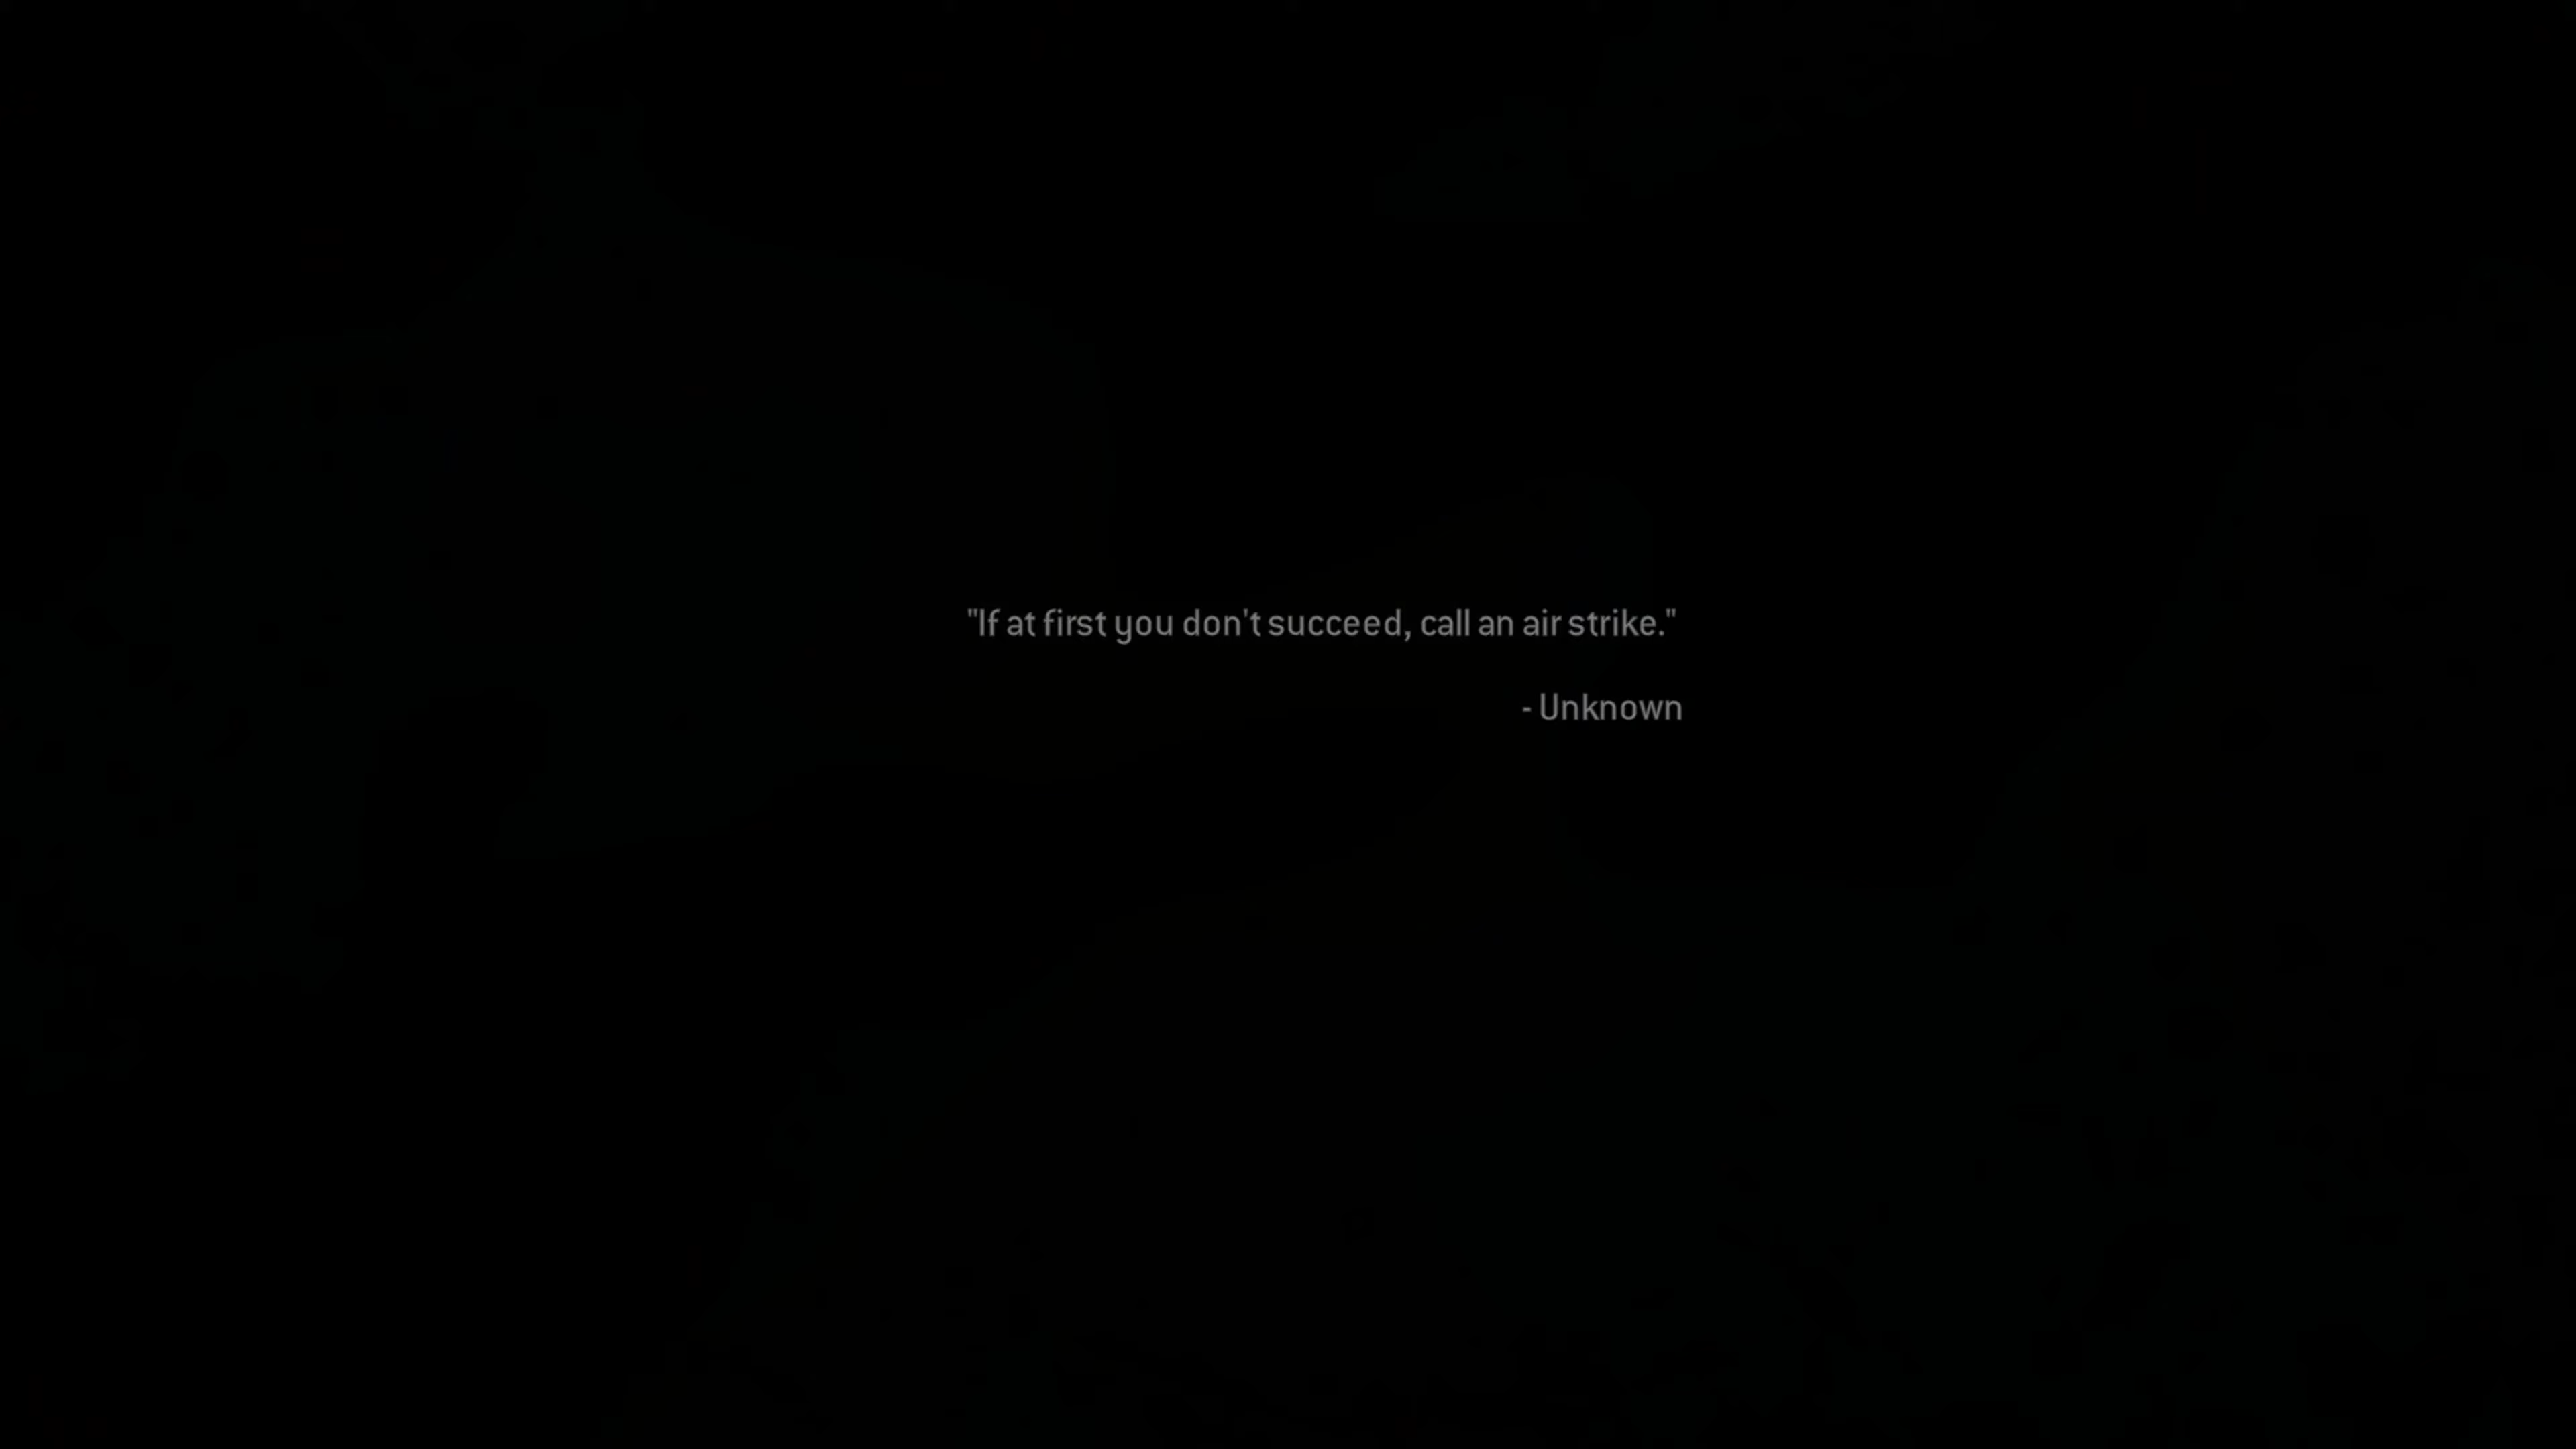 "If at first you don't succeed, call an air strike."
- Unknown